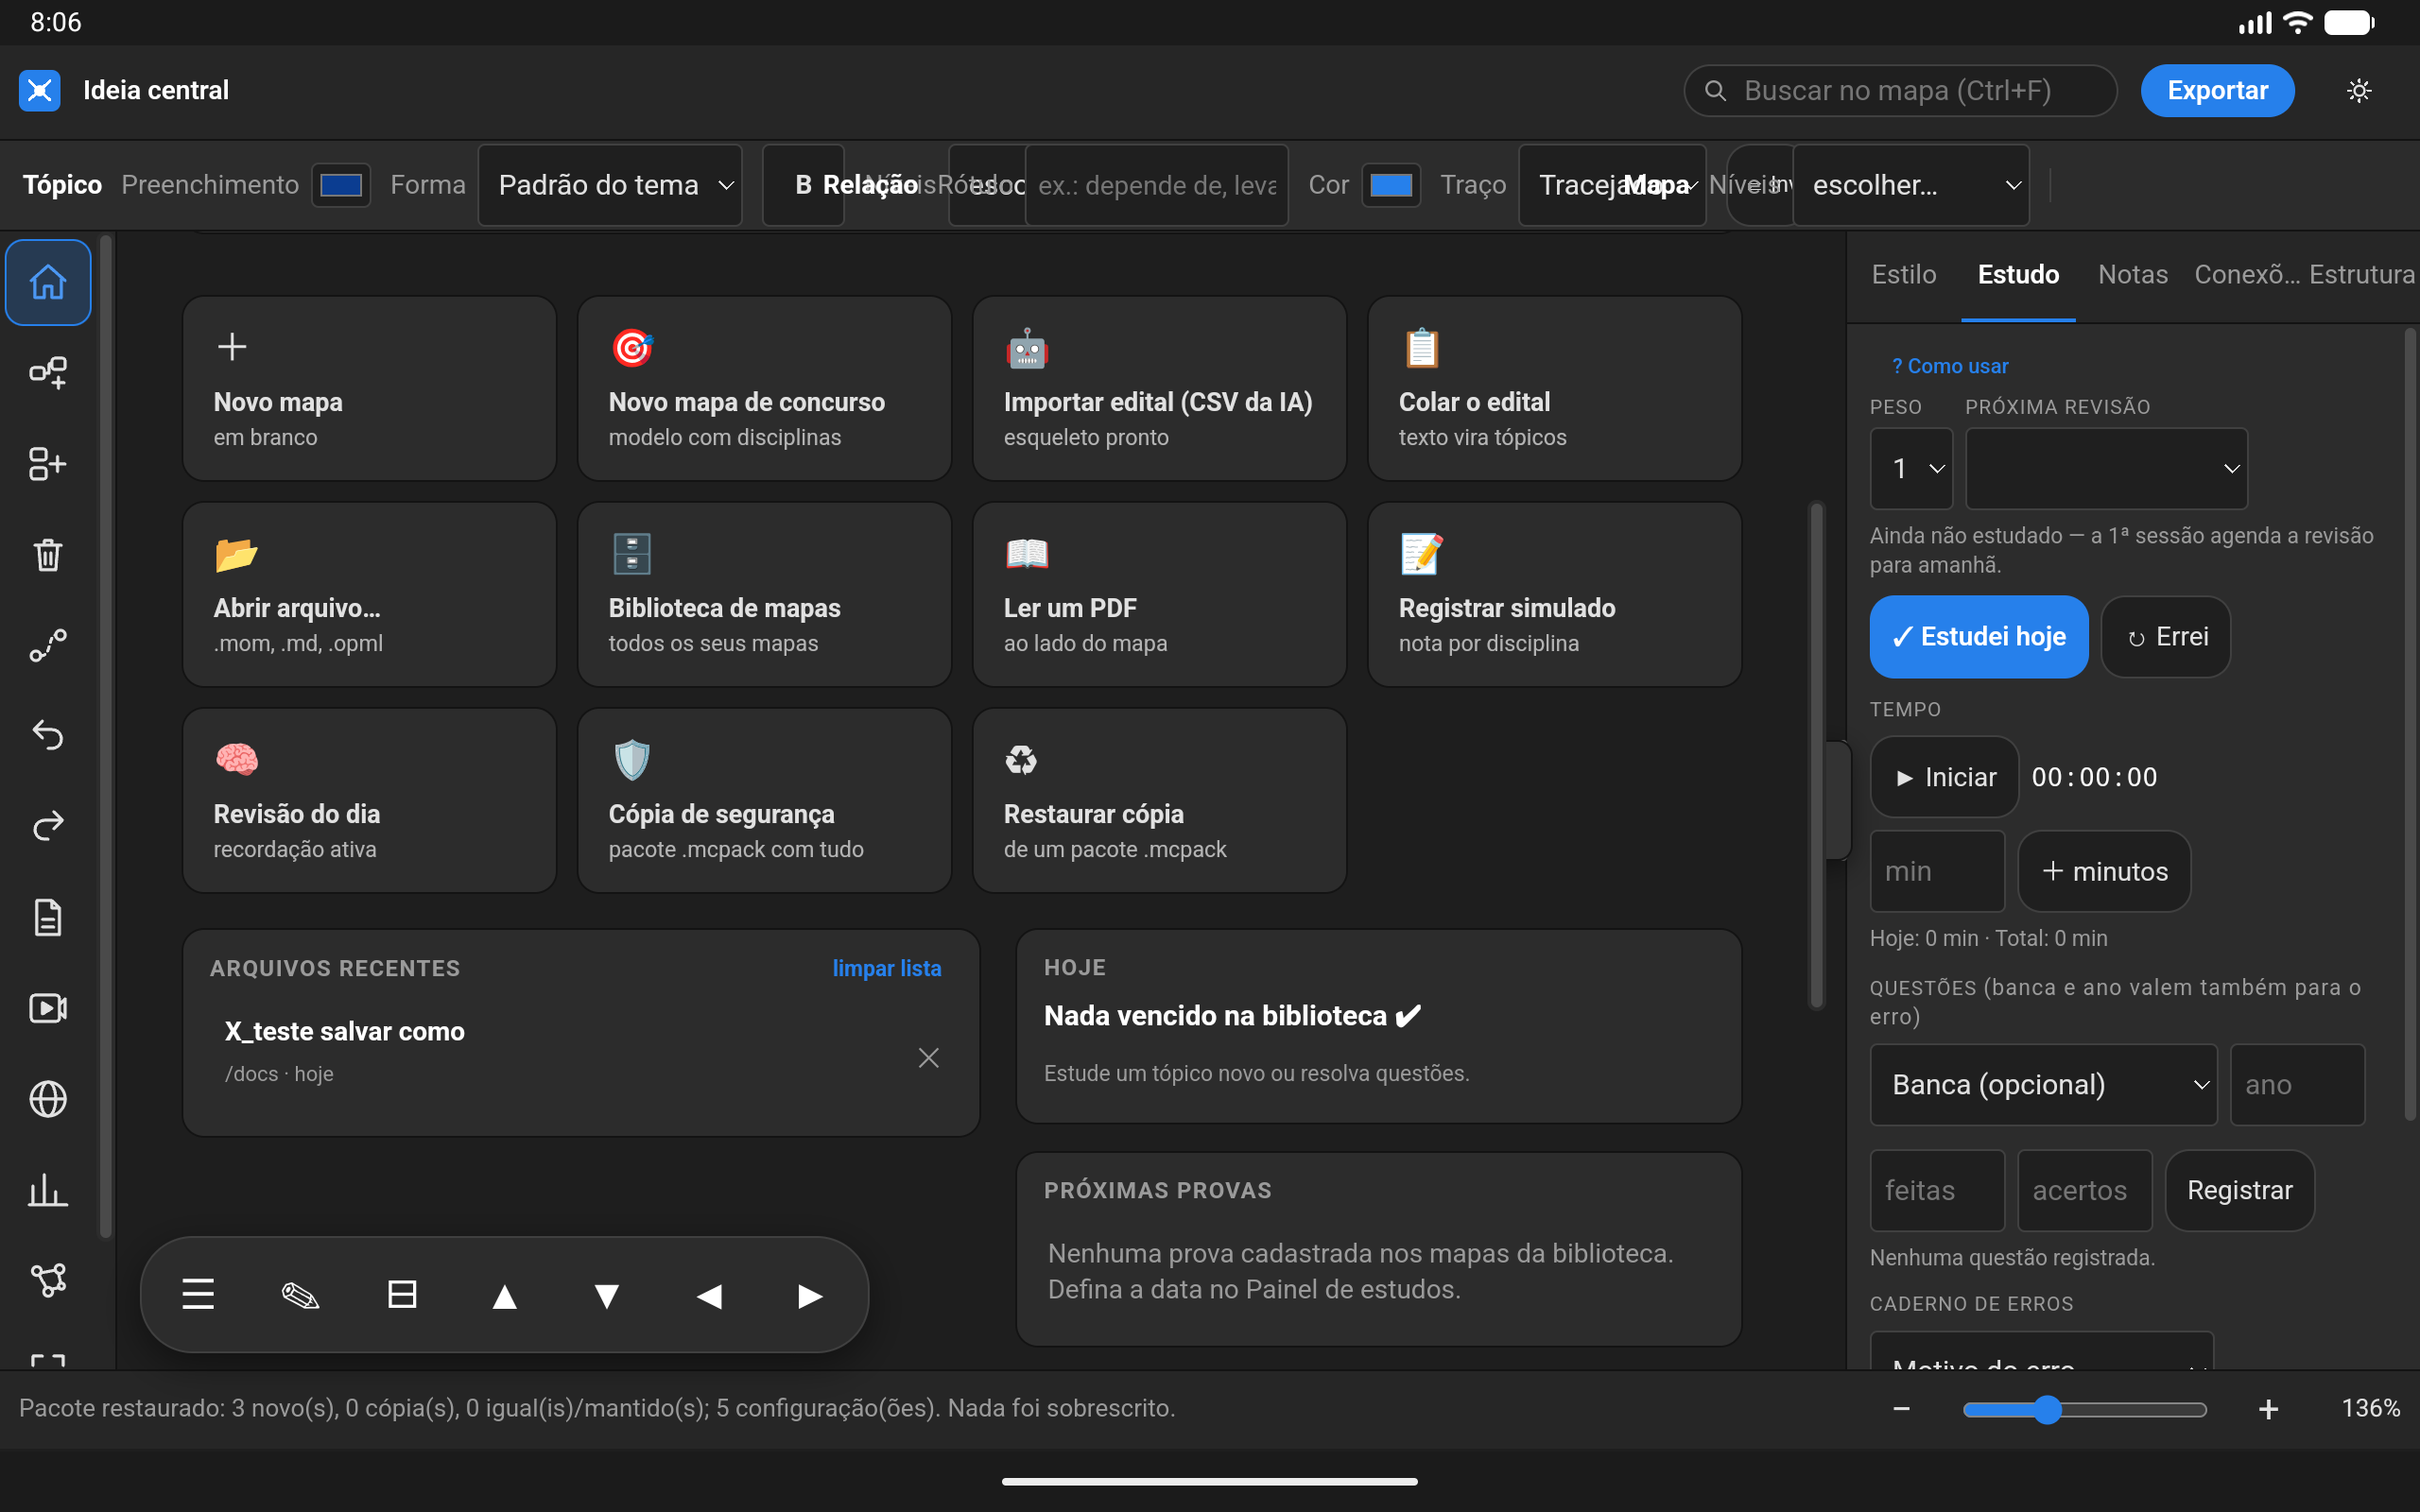 8:06
Ideia central
Buscar no mapa (Ctrl+F)
Exportar
Tópico Preenchimento Forma Padrão do tema B Relação Rótulo ex.: depende de, leva Cor Traço Tracejado Mapa Níveis Inv escolher...
Estilo Estudo Notas Conexõ... Estrutura
Novo mapa
em branco
Novo mapa de concurso
modelo com disciplinas
Importar edital (CSV da IA)
esqueleto pronto
Colar o edital
texto vira tópicos
Abrir arquivo...
.mom, .md, .opml
Biblioteca de mapas
todos os seus mapas
Ler um PDF
ao lado do mapa
Registrar simulado
nota por disciplina
Revisão do dia
recordação ativa
Cópia de segurança
pacote .mcpack com tudo
Restaurar cópia
de um pacote .mcpack
ARQUIVOS RECENTES limpar lista
X_teste salvar como
/docs · hoje
HOJE
Nada vencido na biblioteca ✔
Estude um tópico novo ou resolva questões.
PRÓXIMAS PROVAS
Nenhuma prova cadastrada nos mapas da biblioteca.
Defina a data no Painel de estudos.
? Como usar
PESO PRÓXIMA REVISÃO
1
Ainda não estudado — a 1ª sessão agenda a revisão
para amanhã.
✓ Estudei hoje ↻ Errei
TEMPO
► Iniciar 00:00:00
min + minutos
Hoje: 0 min · Total: 0 min
QUESTÕES (banca e ano valem também para o
erro)
Banca (opcional) ano
feitas acertos Registrar
Nenhuma questão registrada.
CADERNO DE ERROS
Motivo do erro
Pacote restaurado: 3 novo(s), 0 cópia(s), 0 igual(is)/mantido(s); 5 configuração(ões). Nada foi sobrescrito.
− + 136%